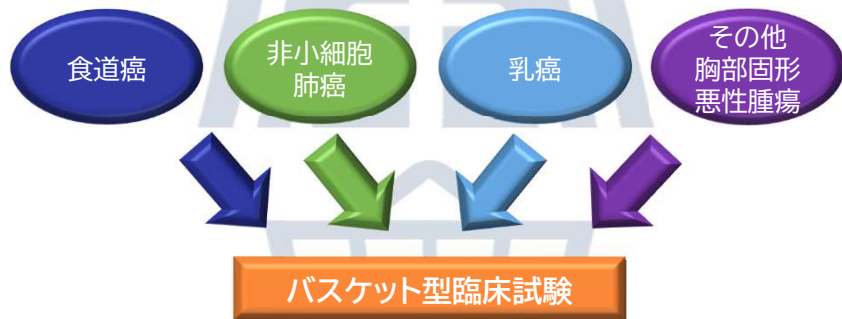 食道癌
非小細胞
肺癌
乳癌
その他
胸部固形
悪性腫瘍
バスケット型臨床試験